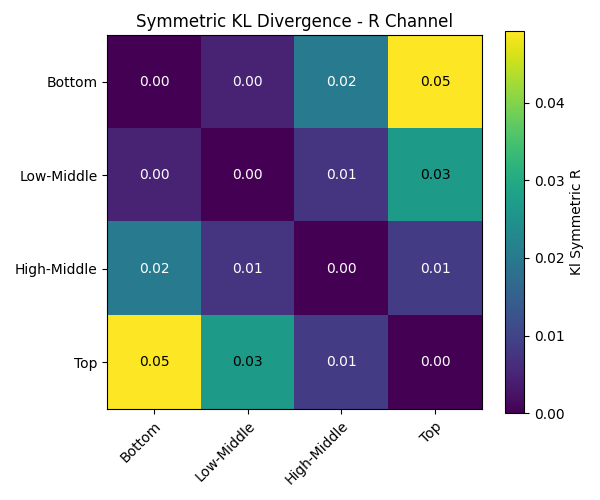 Symmetric KL Divergence - R Channel
Bottom
0.00 0.00 0.02 0.05
Low-Middle
0.00 0.00 0.01 0.03
High-Middle
0.02 0.01 0.00 0.01
Top
0.05 0.03 0.01 0.00
Bottom
Low-Middle
High-Middle
Top
0.04
0.03
0.02
0.01
0.00
Kl Symmetric R